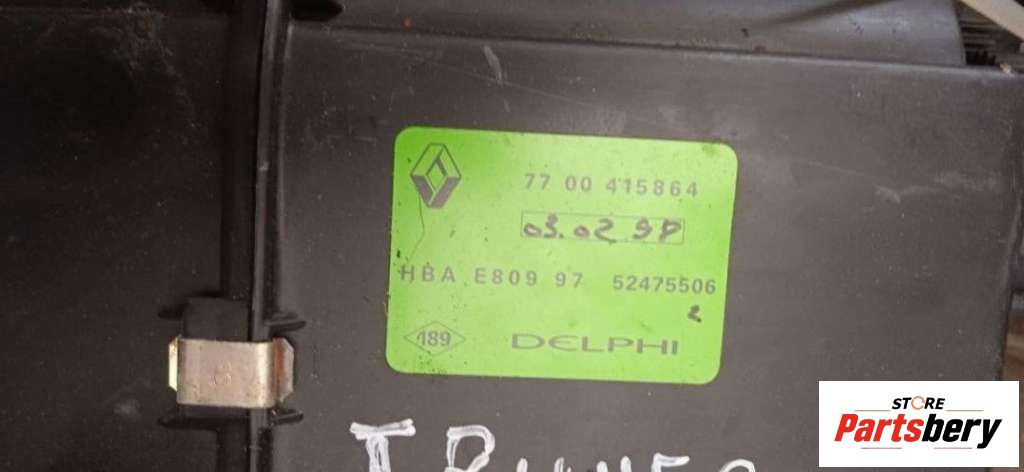 77 00 415864
03.02 98
HBA E809 97 52475506
2
189 DELPHI
STORE
Partsbery